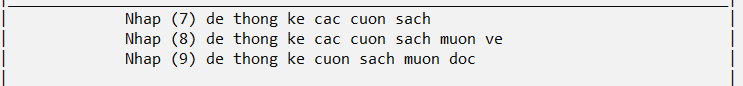 Nhap (7) de thong ke cac cuon sach
Nhap (8) de thong ke cac cuon sach muon ve
Nhap (9) de thong ke cuon sach muon doc